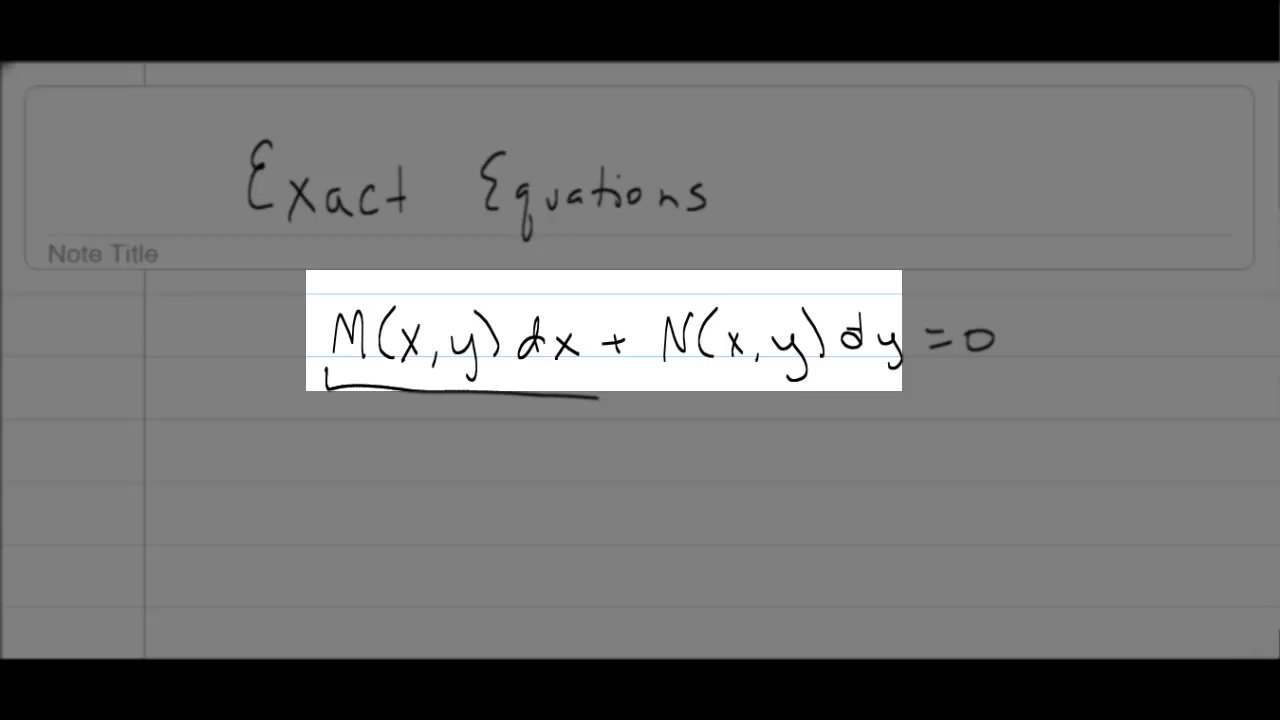 Exact Equations
Note Title
M(x,y)dx + N(x,y)dy = 0